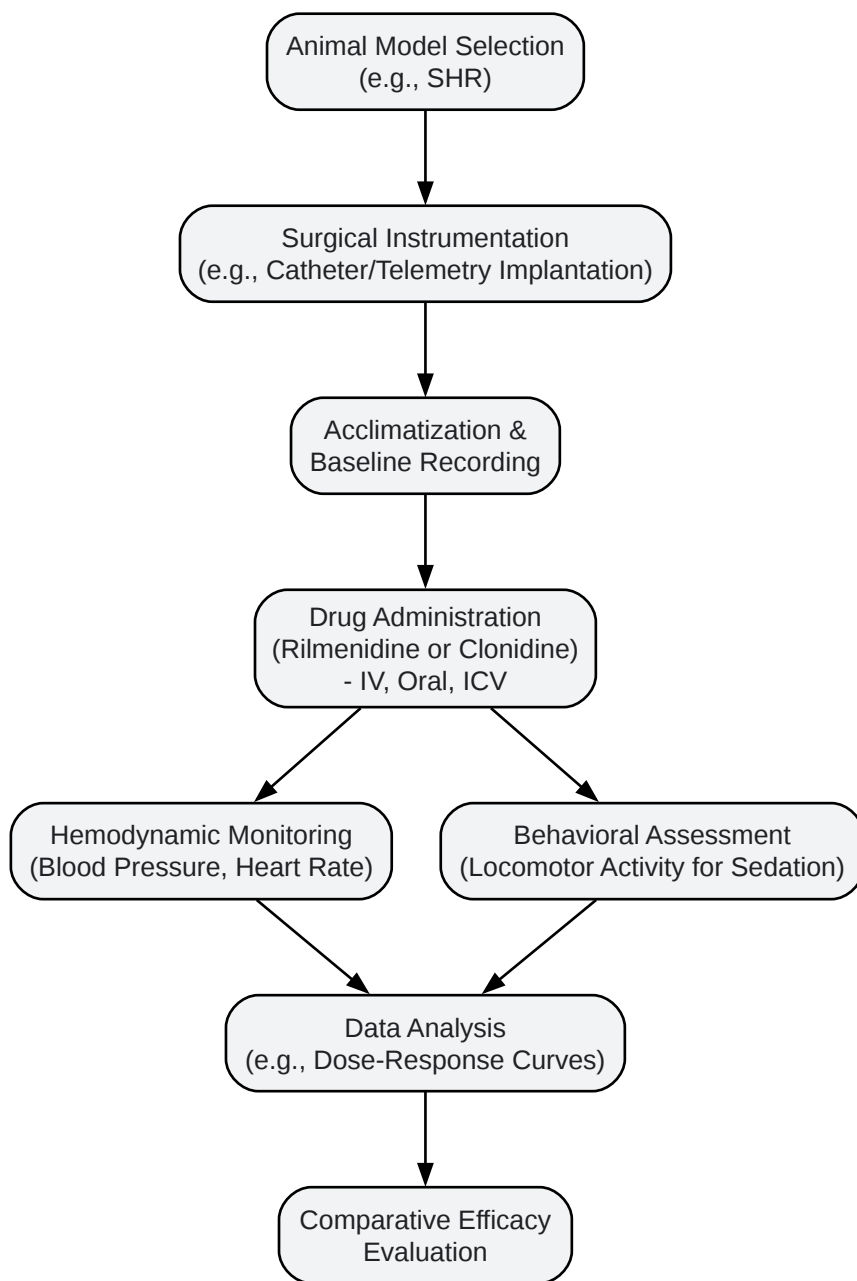 Animal Model Selection
(e.g., SHR)
Surgical Instrumentation
(e.g., Catheter/Telemetry Implantation)
Acclimatization &
Baseline Recording
Drug Administration
(Rilmenidine or Clonidine)
- IV, Oral, ICV
Hemodynamic Monitoring
(Blood Pressure, Heart Rate)
Behavioral Assessment
(Locomotor Activity for Sedation)
Data Analysis
(e.g., Dose-Response Curves)
Comparative Efficacy
Evaluation